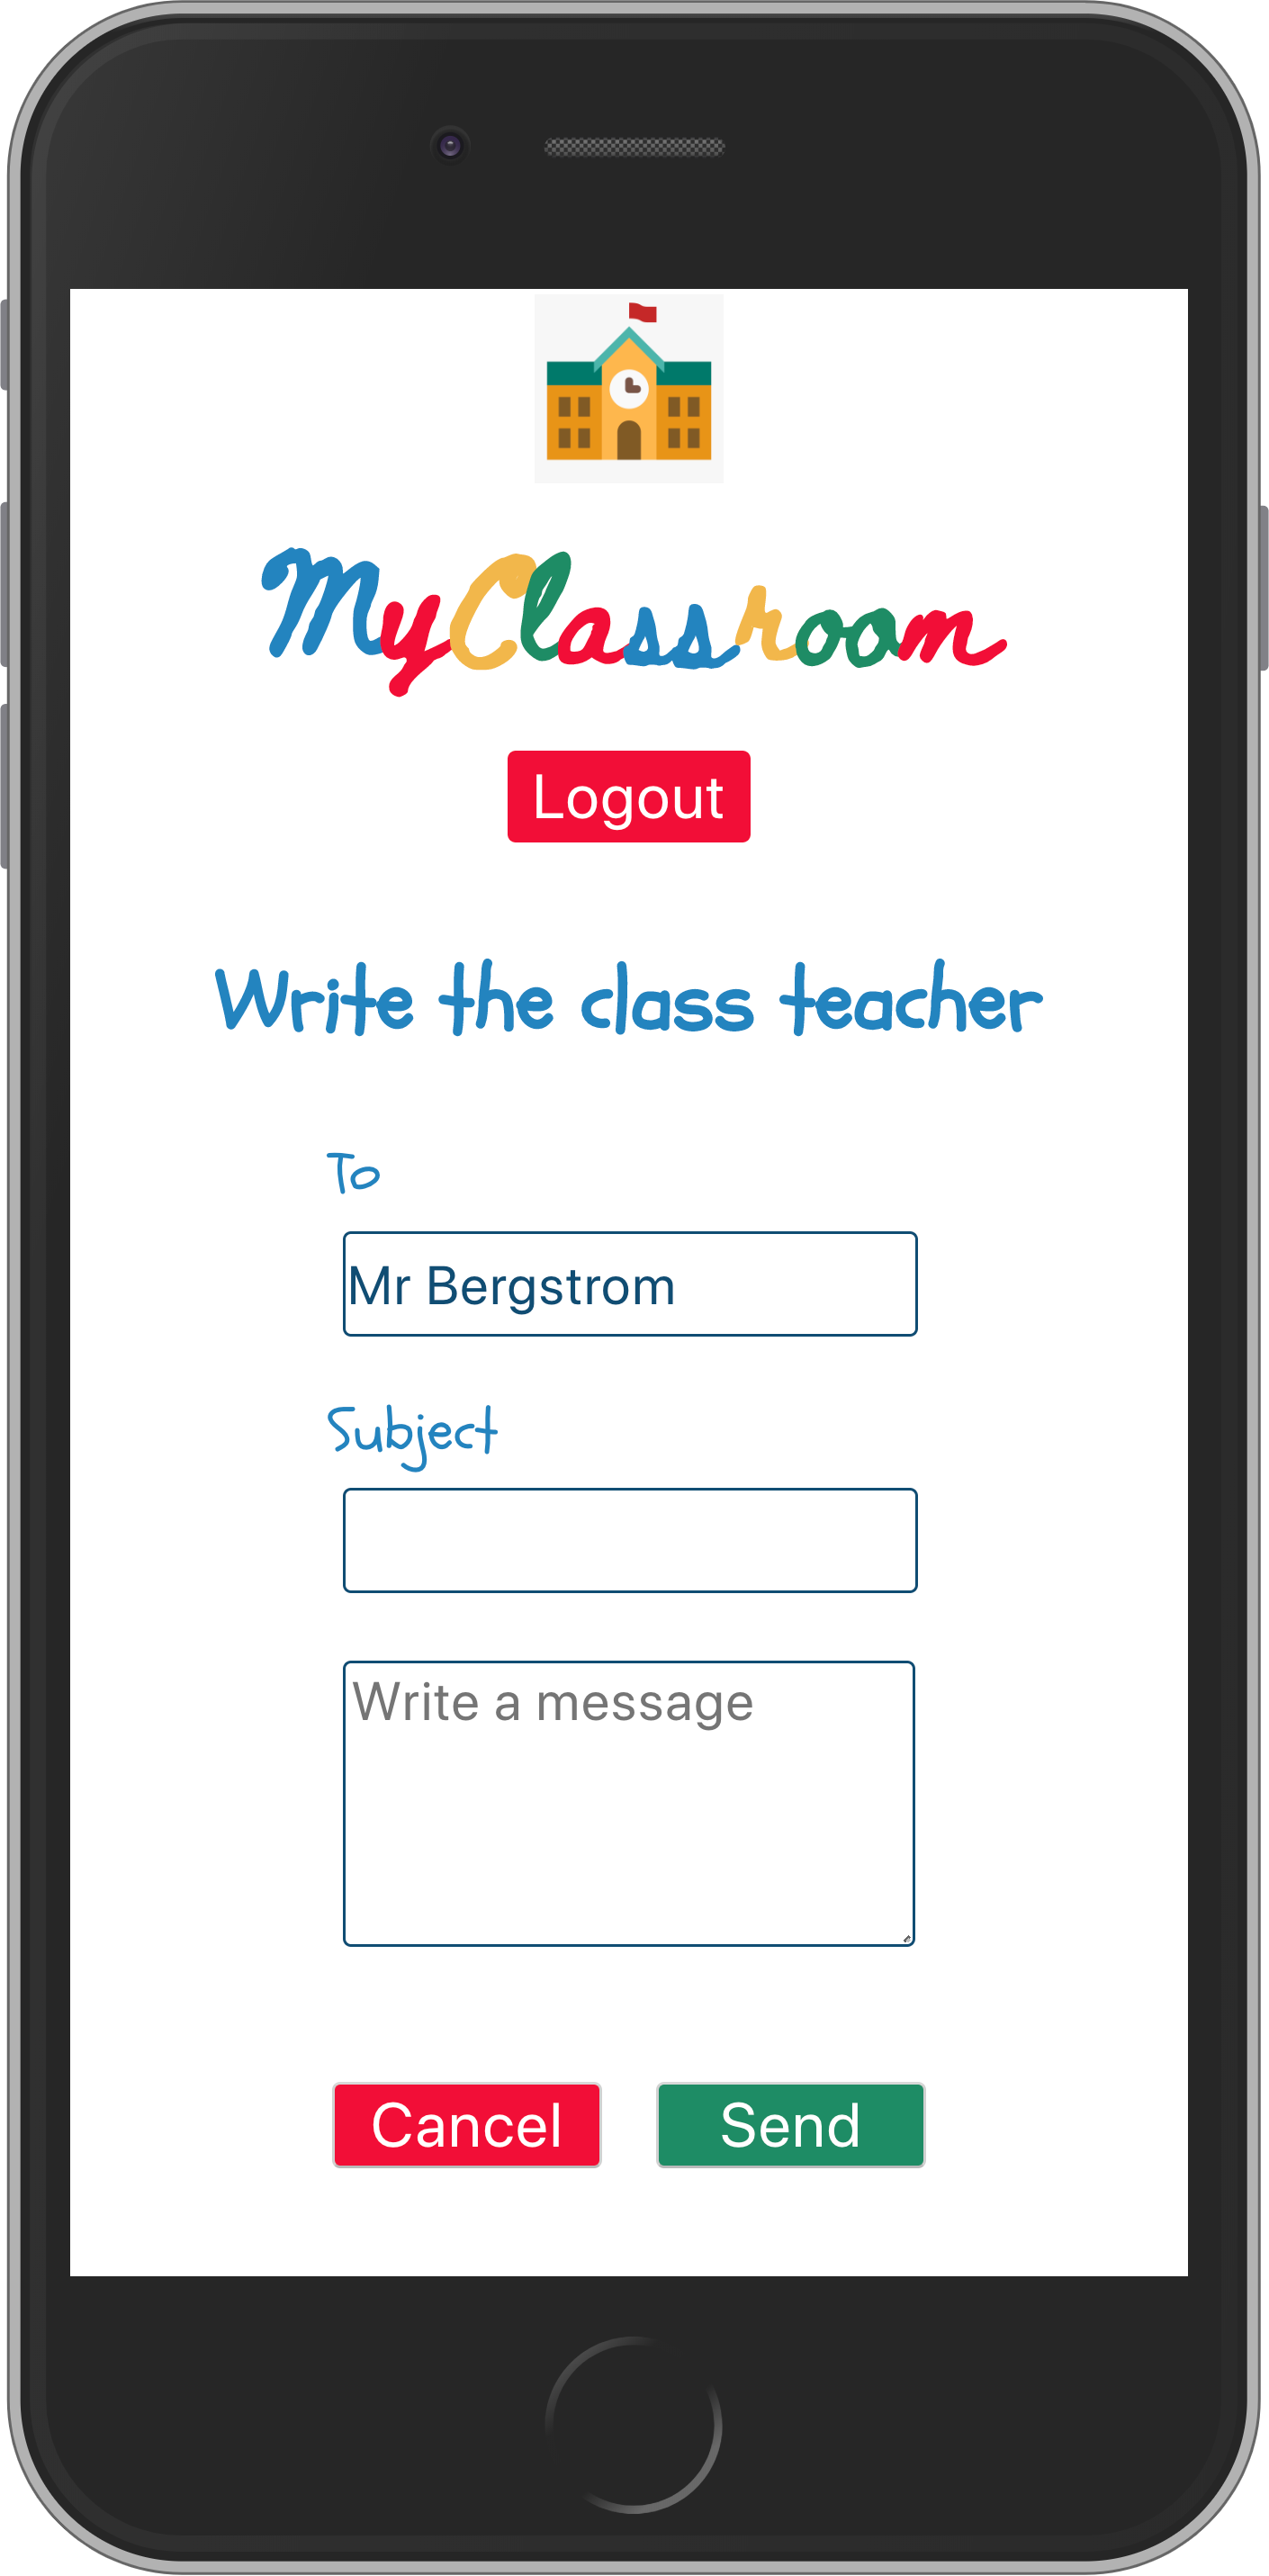 MyClassroom
Logout
Write the class teacher
To
Mr Bergstrom
Subject
Write a message
Cancel Send